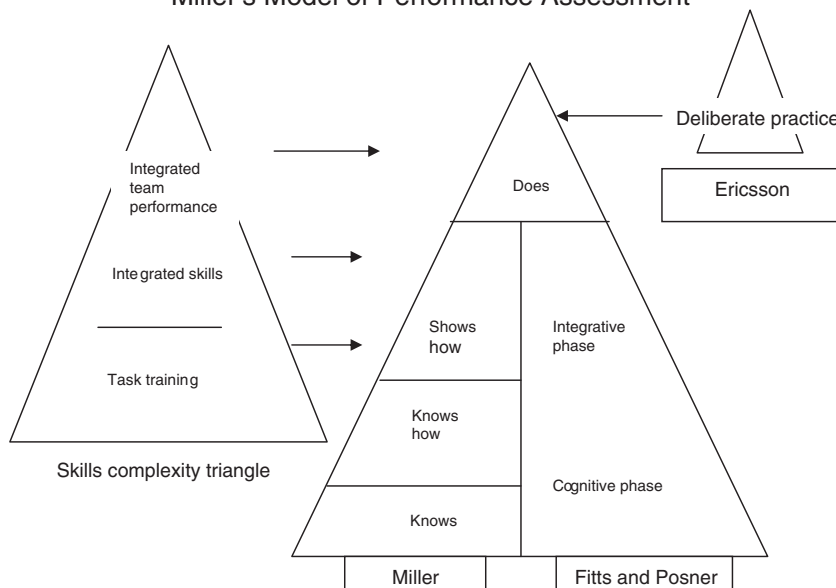 Miller's Model of Performance Assessment
Deliberate practice
Ericsson
Integrated
team
performance
Integrated skills
Task training
Skills complexity triangle
Does
Shows
how
Integrative
phase
Knows
how
Cognitive phase
Knows
Miller
Fitts and Posner